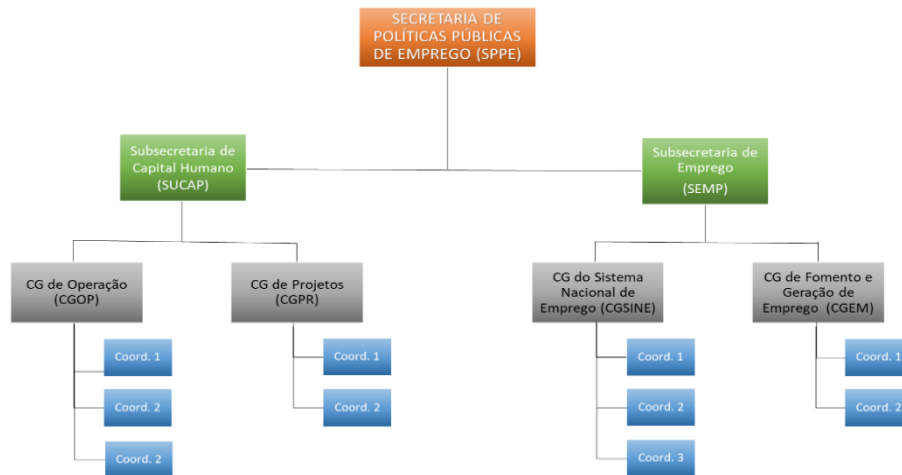 SECRETARIA DE
POLÍTICAS PÚBLICAS
DE EMPREGO (SPPE)
Subsecretaria de
Capital Humano
(SUCAP)
Subsecretaria de
Emprego
(SEMP)
CG de Operação
(CGOP)
CG de Projetos
(CGPR)
CG do Sistema
Nacional de
Emprego (CGSINE)
CG de Fomento e
Geração de
Emprego (CGEM)
Coord. 1
Coord. 2
Coord. 2
Coord. 1
Coord. 2
Coord. 1
Coord. 2
Coord. 3
Coord. 1
Coord. 2